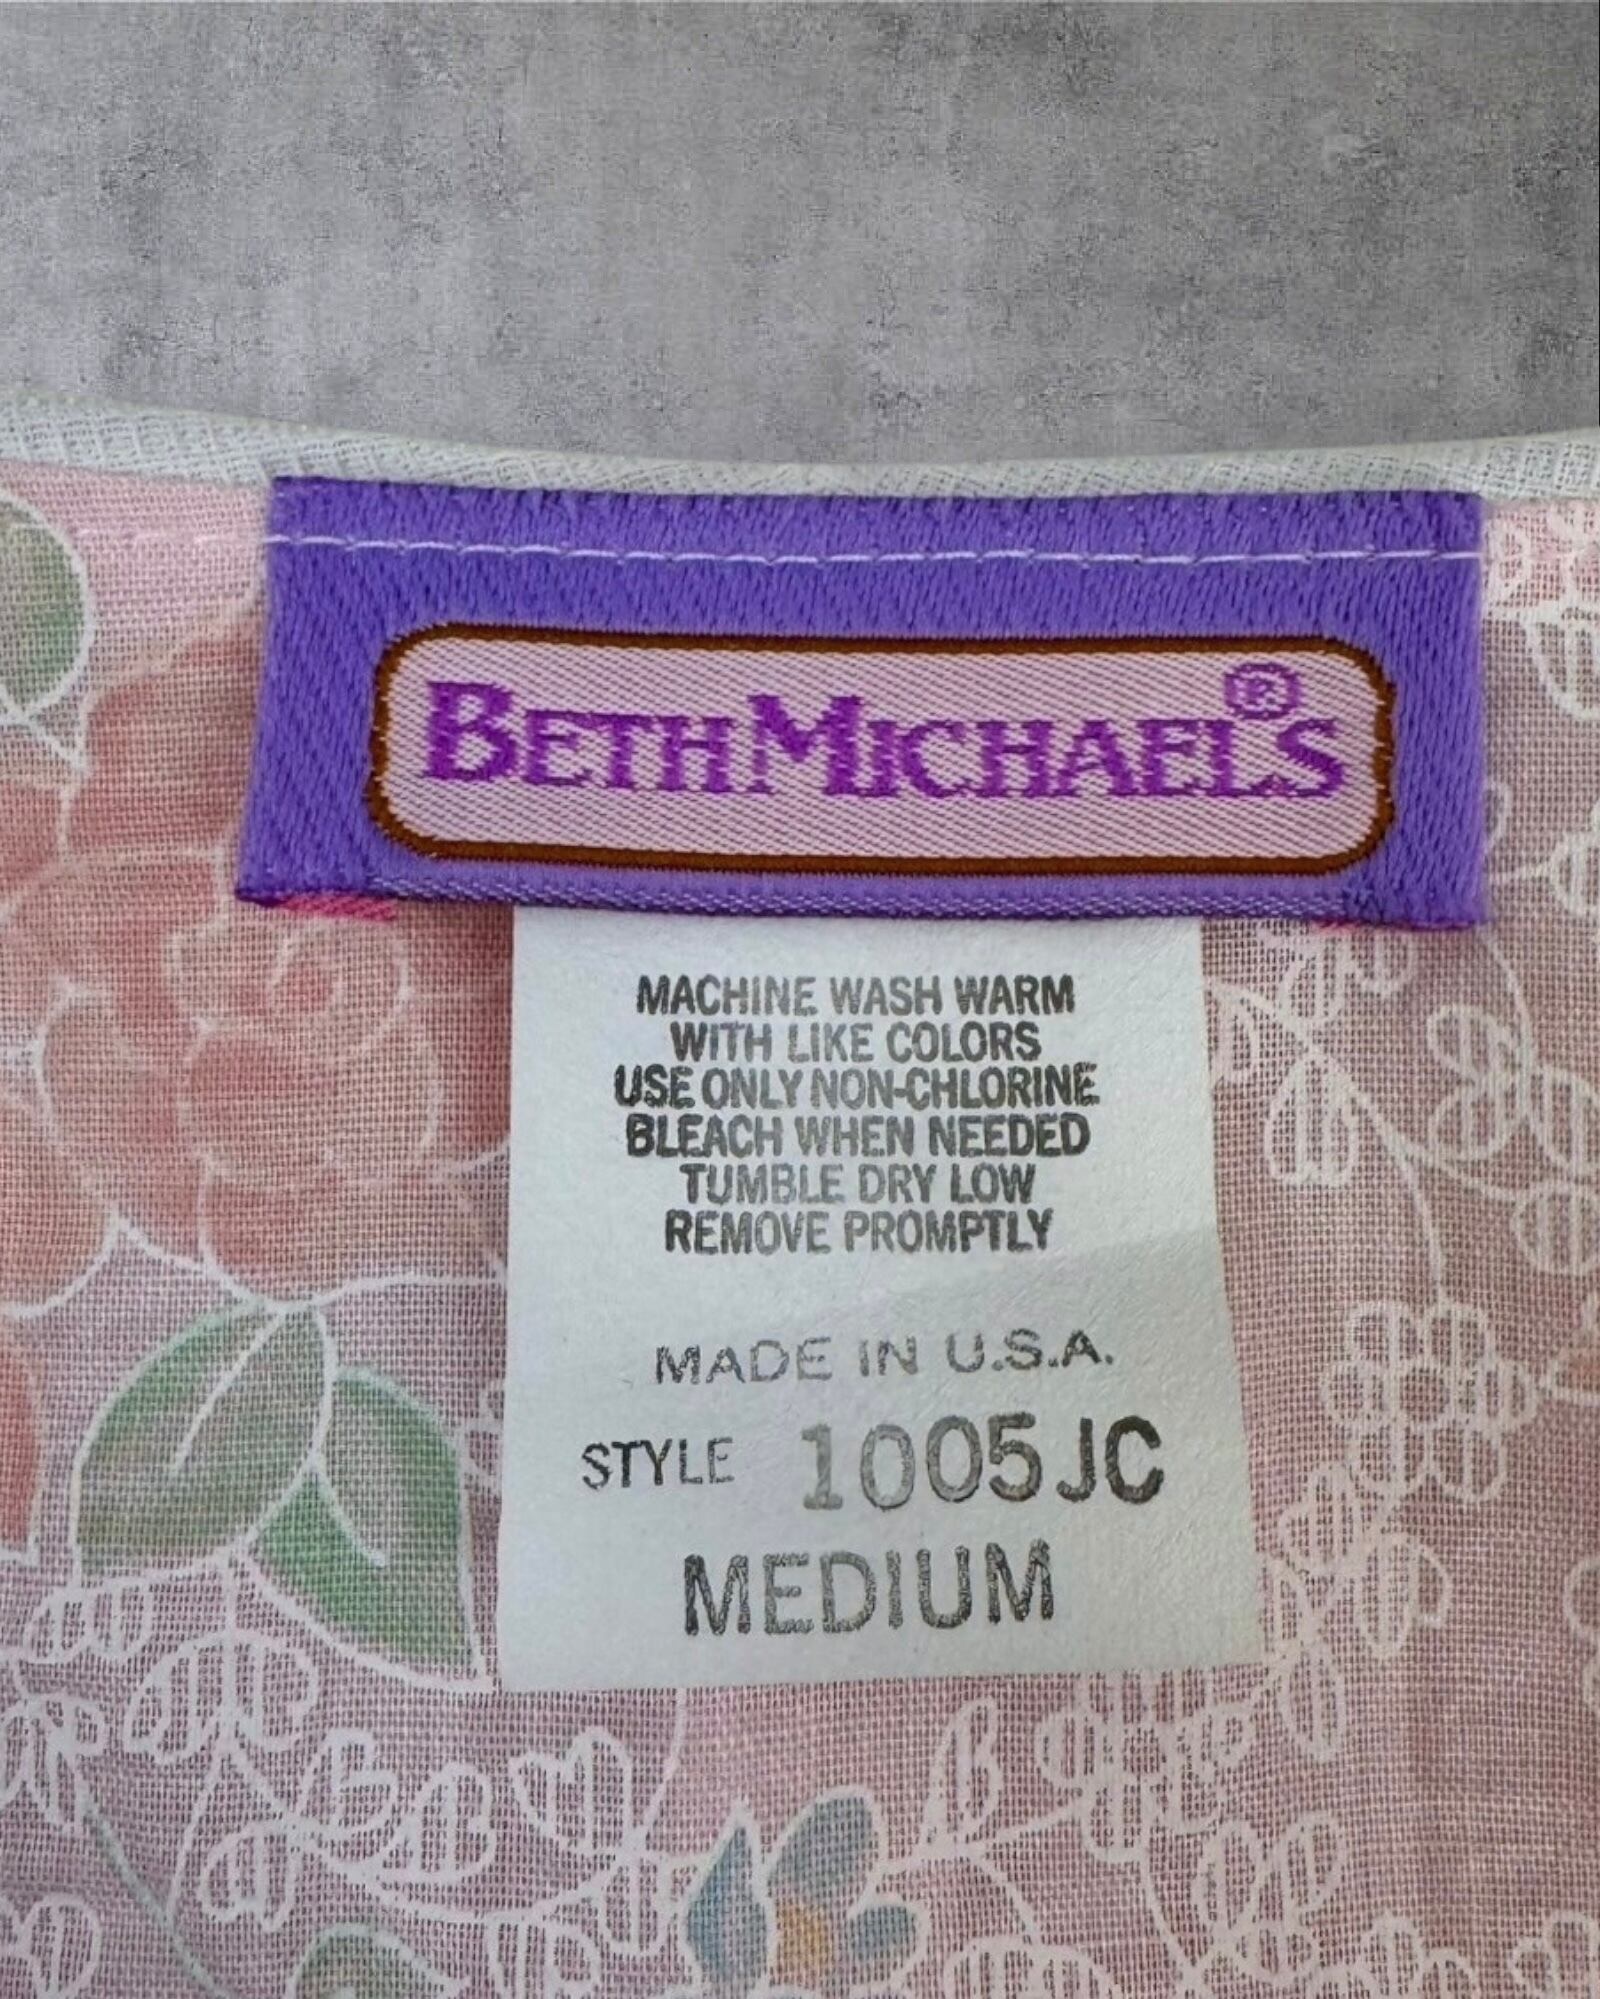 BETH MICHAEL'S®
MACHINE WASH WARM
WITH LIKE COLORS
USE ONLY NON-CHLORINE
BLEACH WHEN NEEDED
TUMBLE DRY LOW
REMOVE PROMPTLY
MADE IN U.S.A.
STYLE 1005JC
MEDIUM